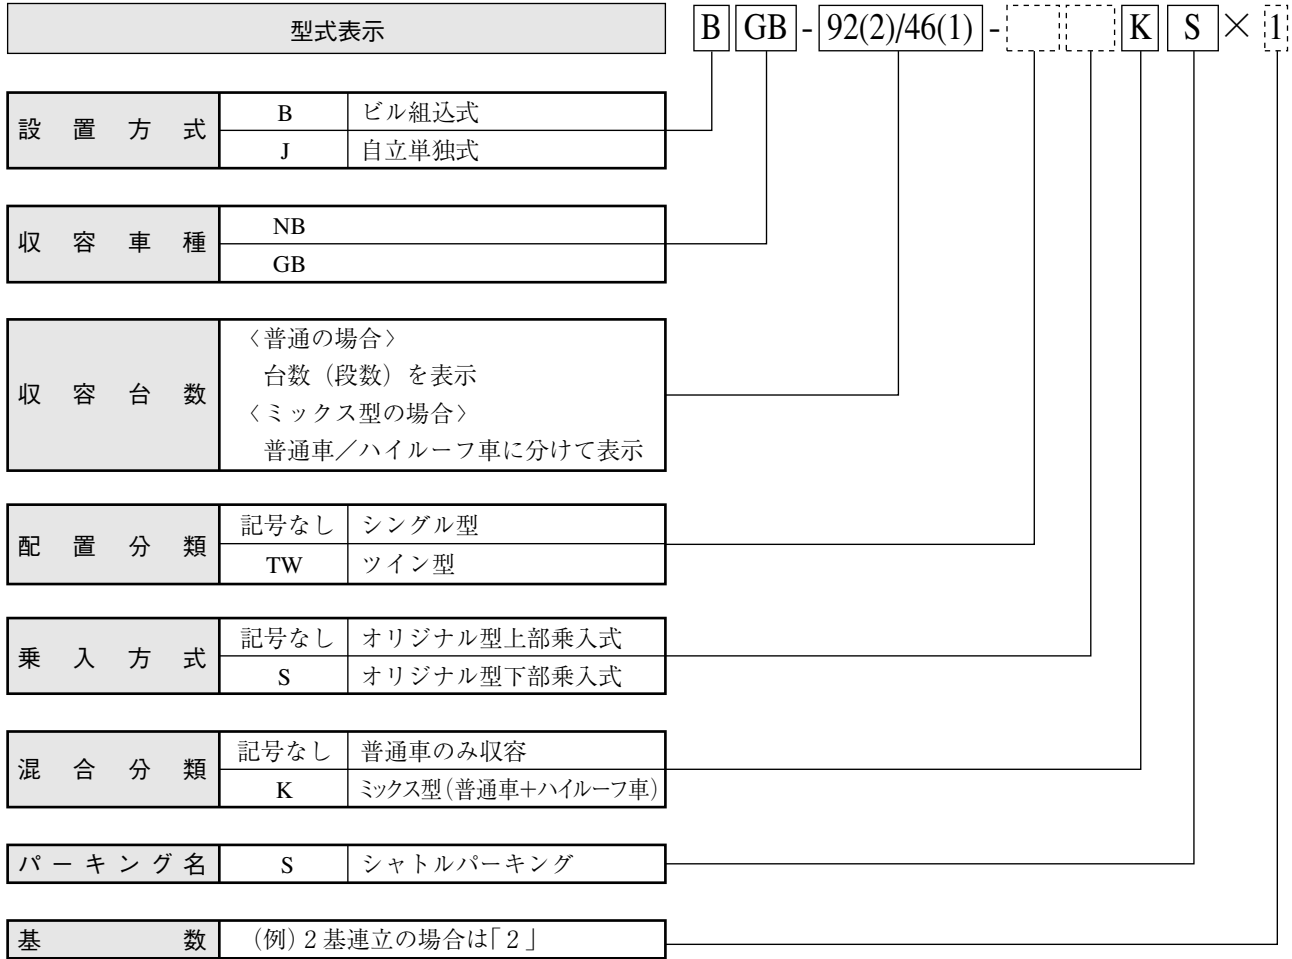 型式表示
B GB - 92(2)/46(1) - K S × 1
設置方式
B ビル組込式
J 自立単独式
収容車種
NB
GB
収容台数
〈普通の場合〉
台数（段数）を表示
〈ミックス型の場合〉
普通車／ハイルーフ車に分けて表示
配置分類
記号なし シングル型
TW ツイン型
乗入方式
記号なし オリジナル型上部乗入式
S オリジナル型下部乗入式
混合分類
記号なし 普通車のみ収容
K ミックス型(普通車＋ハイルーフ車)
パーキング名 S シャトルパーキング
基数 (例)２基連立の場合は「２」